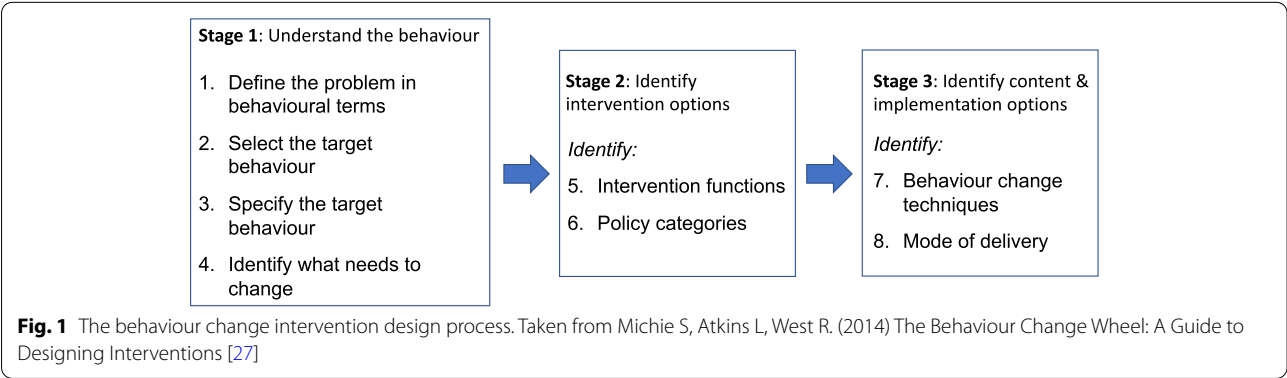 Stage 1: Understand the behaviour
1. Define the problem in
behavioural terms
2. Select the target
behaviour
3. Specify the target
behaviour
4. Identify what needs to
change
Stage 2: Identify
intervention options
Identify:
5. Intervention functions
6. Policy categories
Stage 3: Identify content &
implementation options
Identify:
7. Behaviour change
techniques
8. Mode of delivery
Fig. 1 The behaviour change intervention design process. Taken from Michie S, Atkins L, West R. (2014) The Behaviour Change Wheel: A Guide to
Designing Interventions [27]